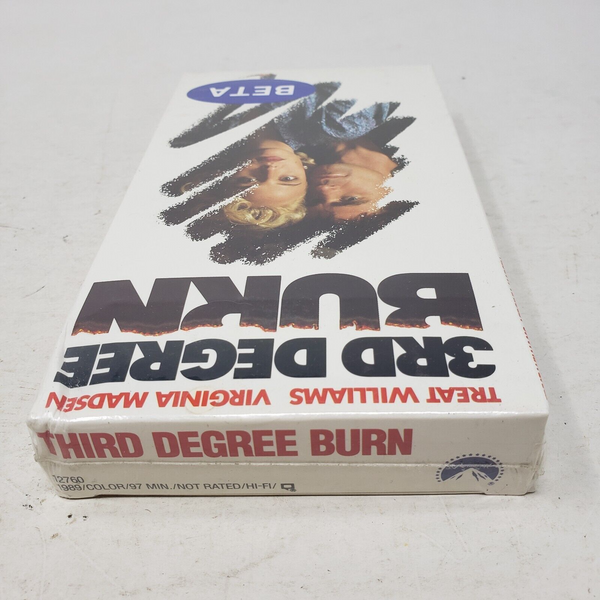 TREAT WILLIAMS VIRGINIA MADSEN
3RD DEGREE
BURN
BETA
THIRD DEGREE BURN
12760
1989/COLOR/97 MIN./NOT RATED/HI-FI/